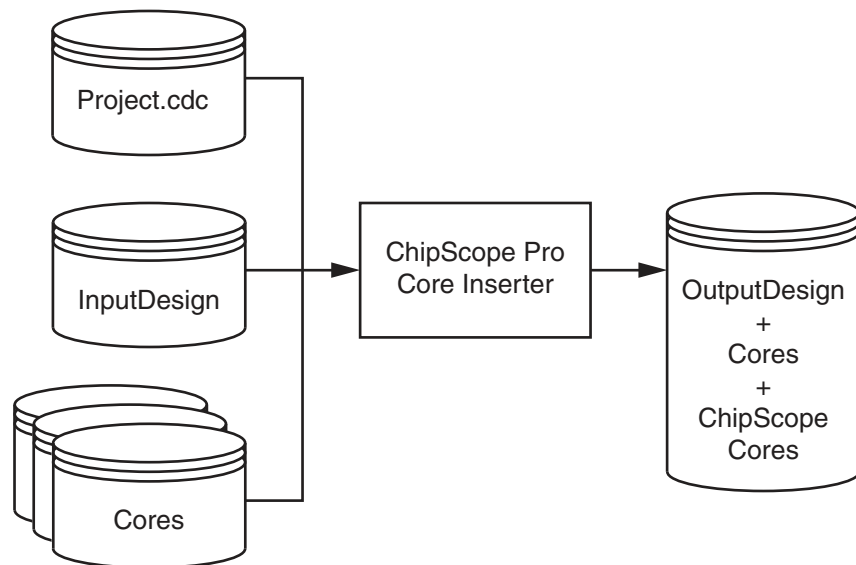 Project.cdc
InputDesign
Cores
ChipScope Pro
Core Inserter
OutputDesign
+
Cores
+
ChipScope
Cores